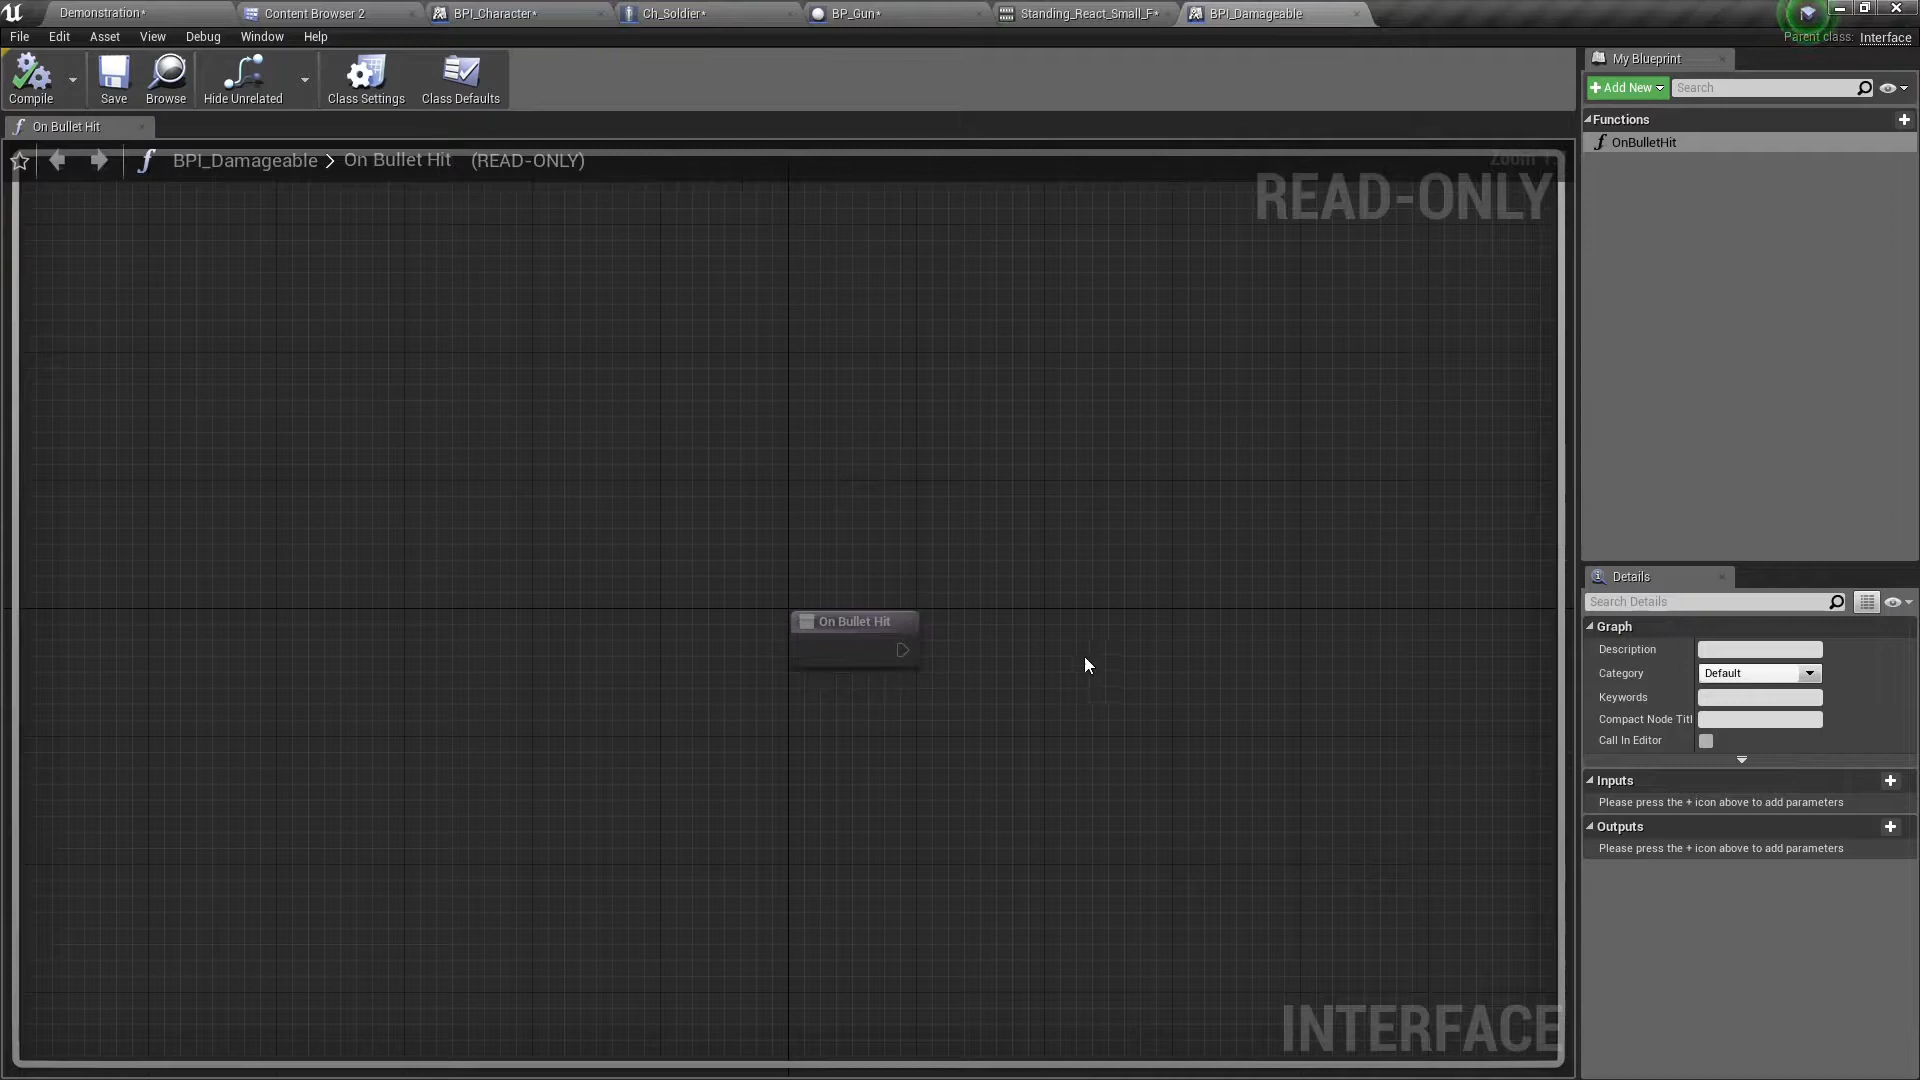 Demonstration*
Content Browser 2
BPI_Character*
Ch_Soldier*
BP_Gun*
Standing_React_Small_F*
BPI_Damageable
File
Edit
Asset
View
Debug
Window
Help
Parent class: Interface
Compile
Save
Browse
Hide Unrelated
Class Settings
Class Defaults
My Blueprint
+ Add New
Search
Functions
OnBulletHit
On Bullet Hit
BPI_Damageable > On Bullet Hit (READ-ONLY)
READ-ONLY
On Bullet Hit
INTERFACE
Details
Search Details
Graph
Description
Category
Default
Keywords
Compact Node Titl
Call In Editor
Inputs
Please press the + icon above to add parameters
Outputs
Please press the + icon above to add parameters